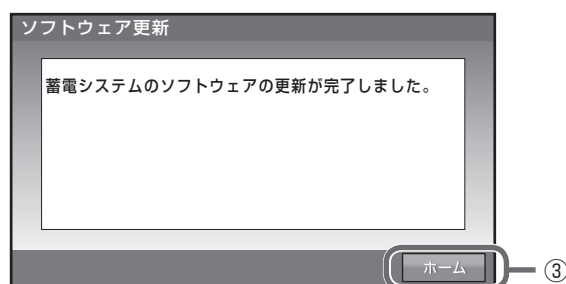 ソフトウェア更新
蓄電システムのソフトウェアの更新が完了しました。
ホーム
③